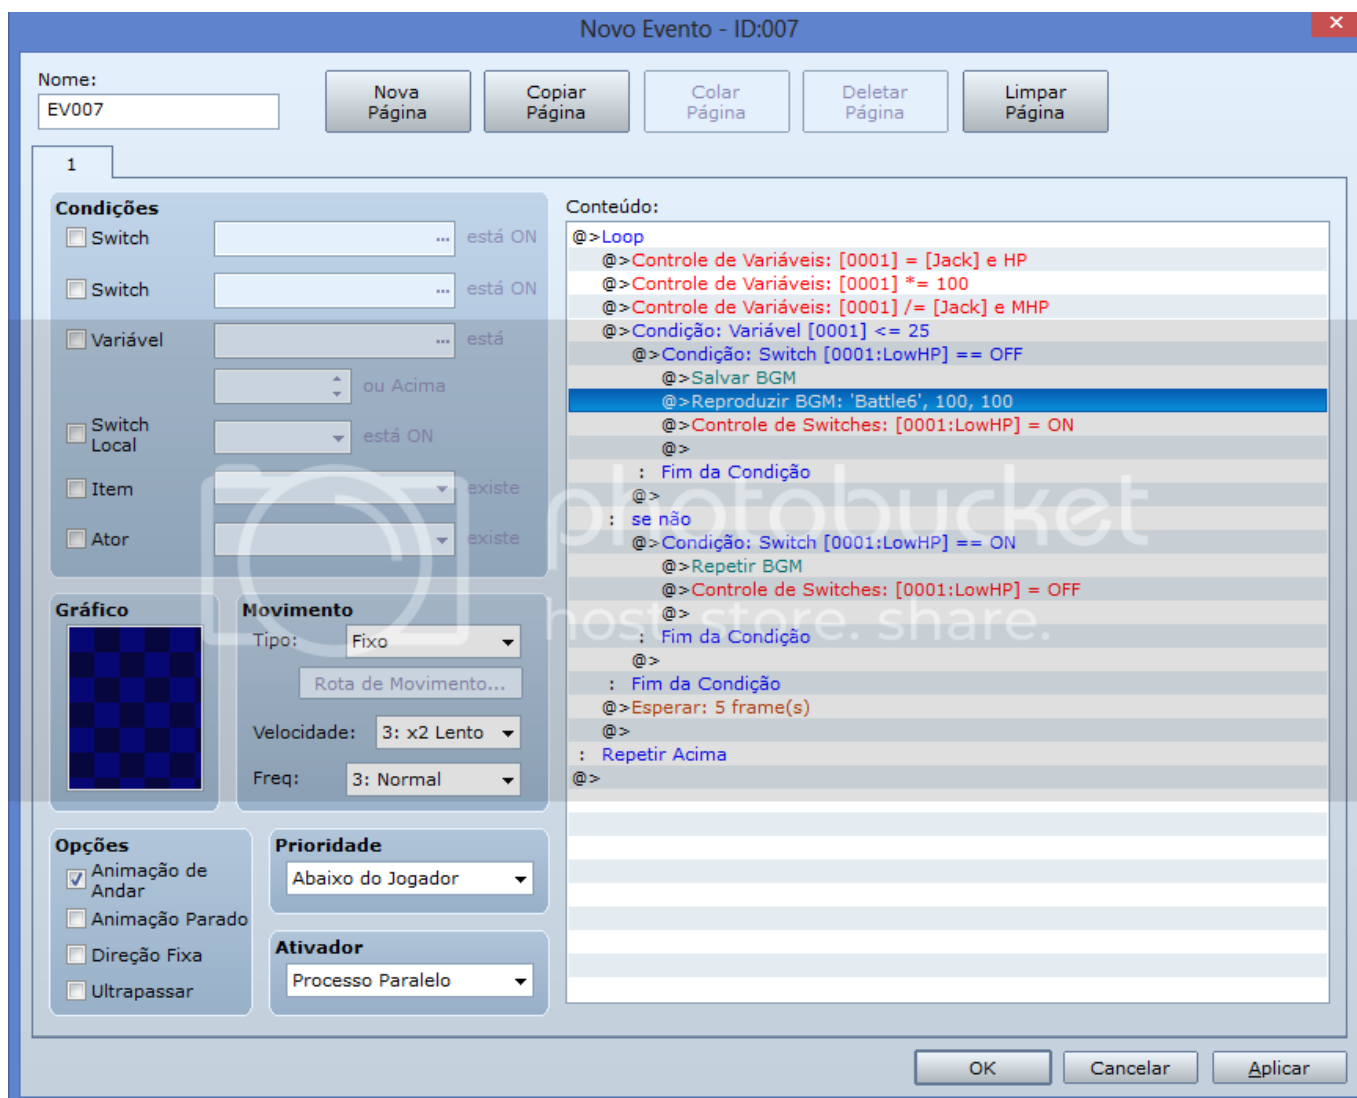 Novo Evento - ID:007
Nome:
EV007
Nova Página
Copiar Página
Colar Página
Deletar Página
Limpar Página
1
Condições
Switch ... está ON
Switch ... está ON
Variável ... está
ou Acima
Switch Local está ON
Item existe
Ator existe
Gráfico
Movimento
Tipo: Fixo
Rota de Movimento...
Velocidade: 3: x2 Lento
Freq: 3: Normal
Opções
Animação de Andar
Animação Parado
Direção Fixa
Ultrapassar
Prioridade
Abaixo do Jogador
Ativador
Processo Paralelo
Conteúdo:
@>Loop
@>Controle de Variáveis: [0001] = [Jack] e HP
@>Controle de Variáveis: [0001] *= 100
@>Controle de Variáveis: [0001] /= [Jack] e MHP
@>Condição: Variável [0001] <= 25
@>Condição: Switch [0001:LowHP] == OFF
@>Salvar BGM
@>Reproduzir BGM: 'Battle6', 100, 100
@>Controle de Switches: [0001:LowHP] = ON
@>
: Fim da Condição
@>
: se não
@>Condição: Switch [0001:LowHP] == ON
@>Repetir BGM
@>Controle de Switches: [0001:LowHP] = OFF
@>
: Fim da Condição
@>
: Fim da Condição
@>Esperar: 5 frame(s)
@>
: Repetir Acima
@>
photobucket
host. store. share.
OK
Cancelar
Aplicar